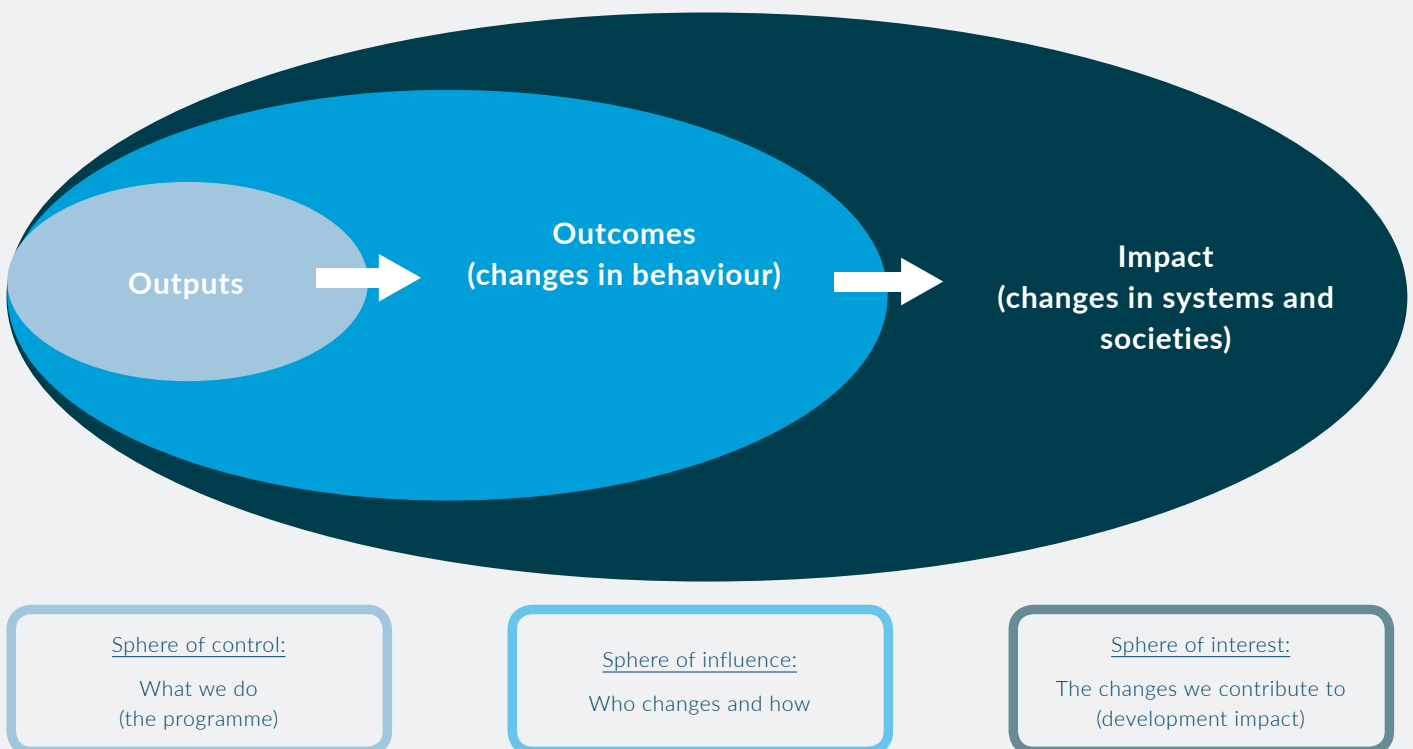 Outputs
Outcomes
(changes in behaviour)
Impact
(changes in systems and
societies)
Sphere of control:
What we do
(the programme)
Sphere of influence:
Who changes and how
Sphere of interest:
The changes we contribute to
(development impact)